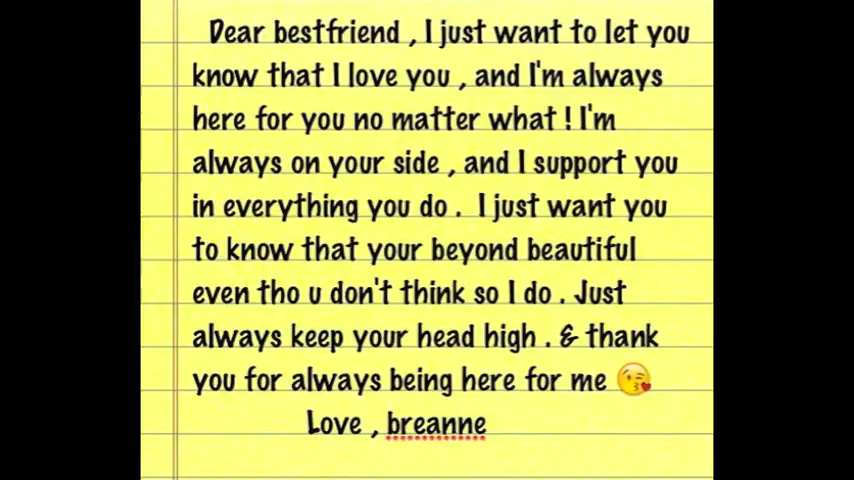 Dear bestfriend , I just want to let you
know that I love you , and I'm always
here for you no matter what ! I'm
always on your side , and I support you
in everything you do .  I just want you
to know that your beyond beautiful
even tho u don't think so I do . Just
always keep your head high . & thank
you for always being here for me 😘
Love , breanne